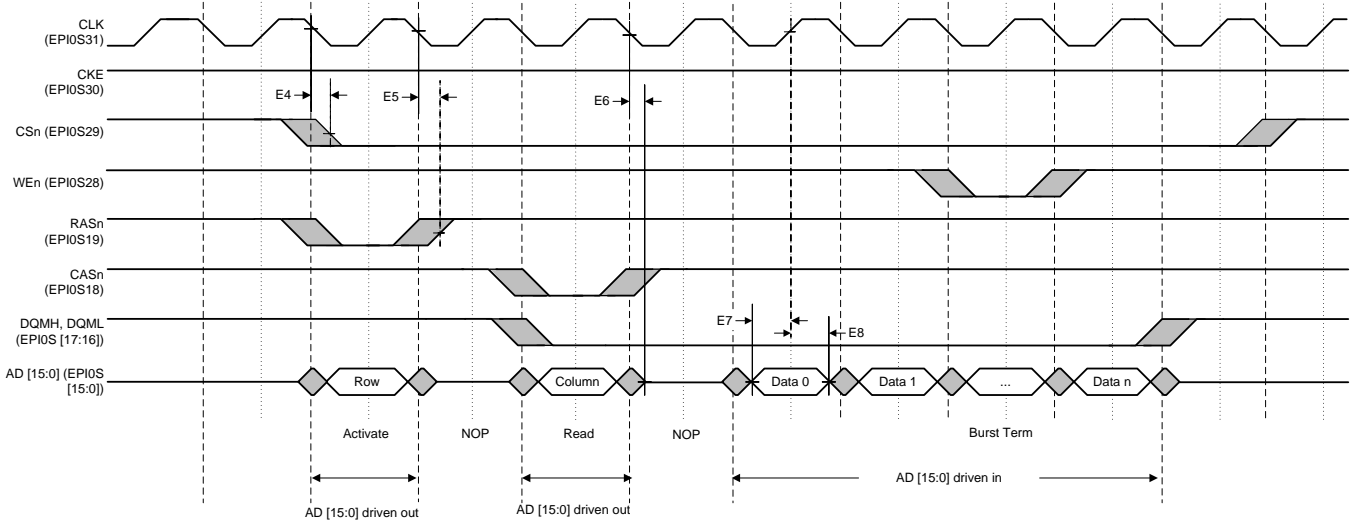 CLK
(EPI0S31)
CKE
(EPI0S30)
E4
E5
E6
CSn (EPI0S29)
WEn (EPI0S28)
RASn
(EPI0S19)
CASn
(EPI0S18)
DQMH, DQML
(EPI0S [17:16])
E7
E8
AD [15:0] (EPI0S
[15:0])
Row
Column
Data 0
Data 1
...
Data n
Activate
NOP
Read
NOP
Burst Term
AD [15:0] driven in
AD [15:0] driven out
AD [15:0] driven out